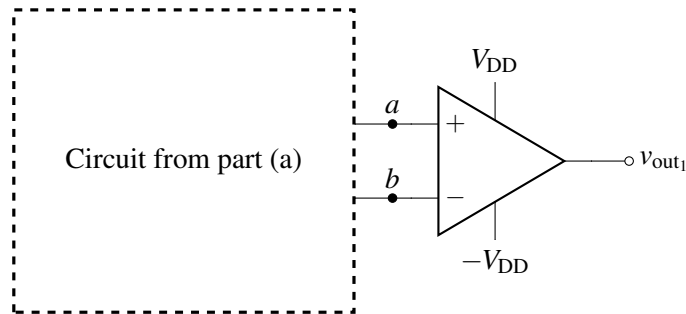 V_DD
a
+
Circuit from part (a)
v_out₁
b
−
−V_DD